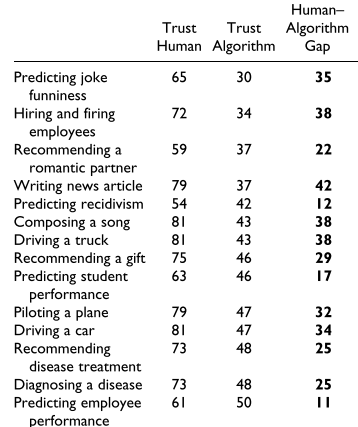 Human–
Trust Trust Algorithm
Human Algorithm Gap
Predicting joke 65 30 35
funniness
Hiring and firing 72 34 38
employees
Recommending a 59 37 22
romantic partner
Writing news article 79 37 42
Predicting recidivism 54 42 12
Composing a song 81 43 38
Driving a truck 81 43 38
Recommending a gift 75 46 29
Predicting student 63 46 17
performance
Piloting a plane 79 47 32
Driving a car 81 47 34
Recommending 73 48 25
disease treatment
Diagnosing a disease 73 48 25
Predicting employee 61 50 11
performance